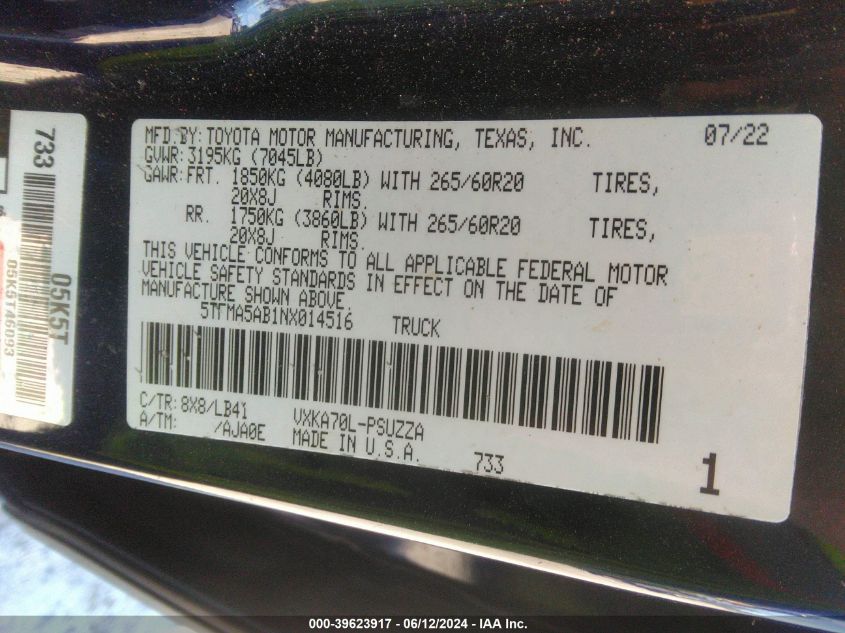 733
05K5T
05K5T46093
MFD BY: TOYOTA MOTOR MANUFACTURING, TEXAS, INC. 07/22
GVWR: 3195KG (7045LB)
GAWR: FRT. 1850KG (4080LB) WITH 265/60R20 TIRES,
20X8J RIMS.
RR. 1750KG (3860LB) WITH 265/60R20 TIRES,
20X8J RIMS.
THIS VEHICLE CONFORMS TO ALL APPLICABLE FEDERAL MOTOR
VEHICLE SAFETY STANDARDS IN EFFECT ON THE DATE OF
MANUFACTURE SHOWN ABOVE.
5TFMA5AB1NX014516 TRUCK
C/TR: 8X8/LB41 VXKA70L-PSUZZA
A/TM: /AJA0E MADE IN U.S.A. 733 1
000-39623917 - 06/12/2024 - IAA Inc.